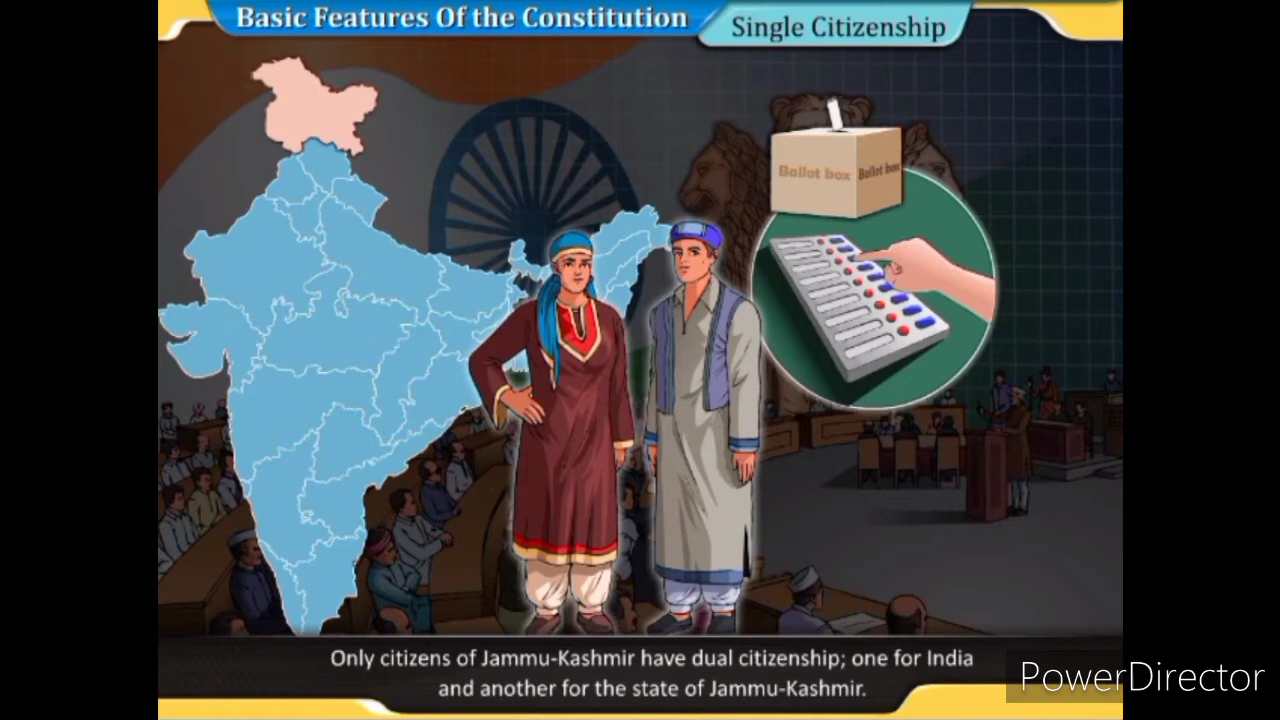 Basic Features Of the Constitution
Single Citizenship
Ballot box
Ballot box
Only citizens of Jammu-Kashmir have dual citizenship; one for India
and another for the state of Jammu-Kashmir.
PowerDirector